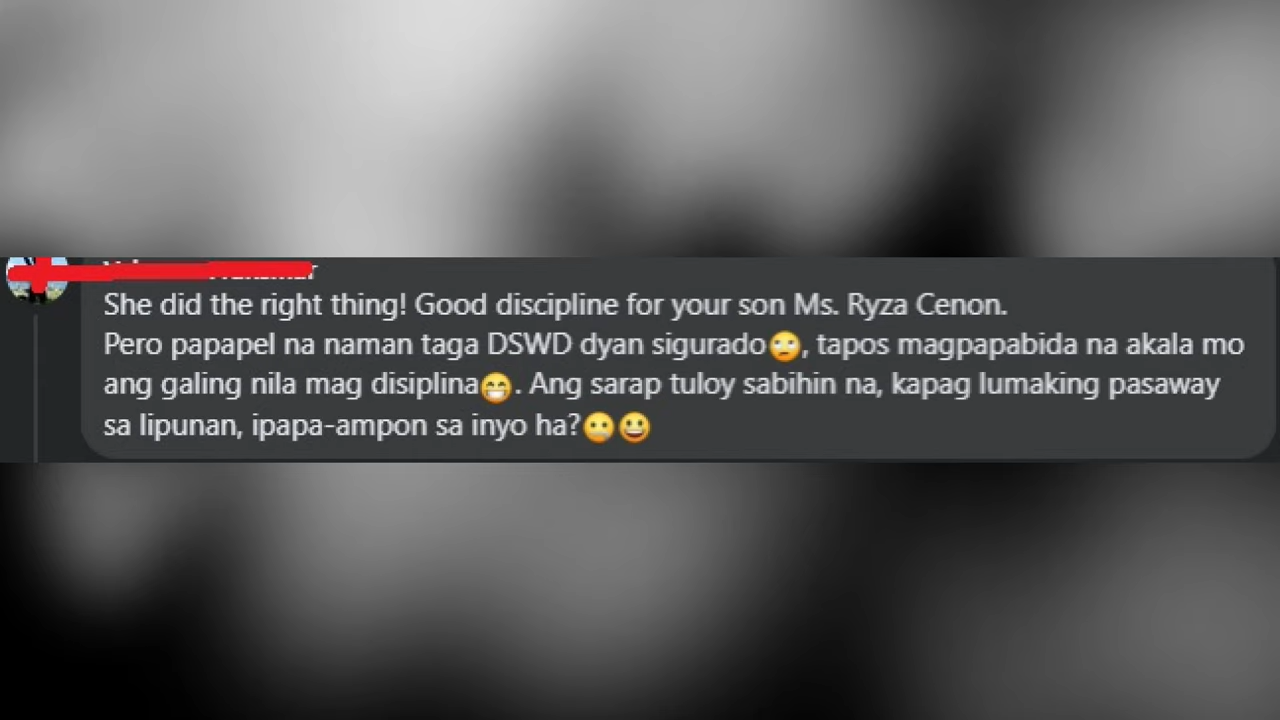 She did the right thing! Good discipline for your son Ms. Ryza Cenon.
Pero papapel na naman taga DSWD dyan sigurado🙄, tapos magpapabida na akala mo
ang galing nila mag disiplina😁. Ang sarap tuloy sabihin na, kapag lumaking pasaway
sa lipunan, ipapa-ampon sa inyo ha?🤐😀